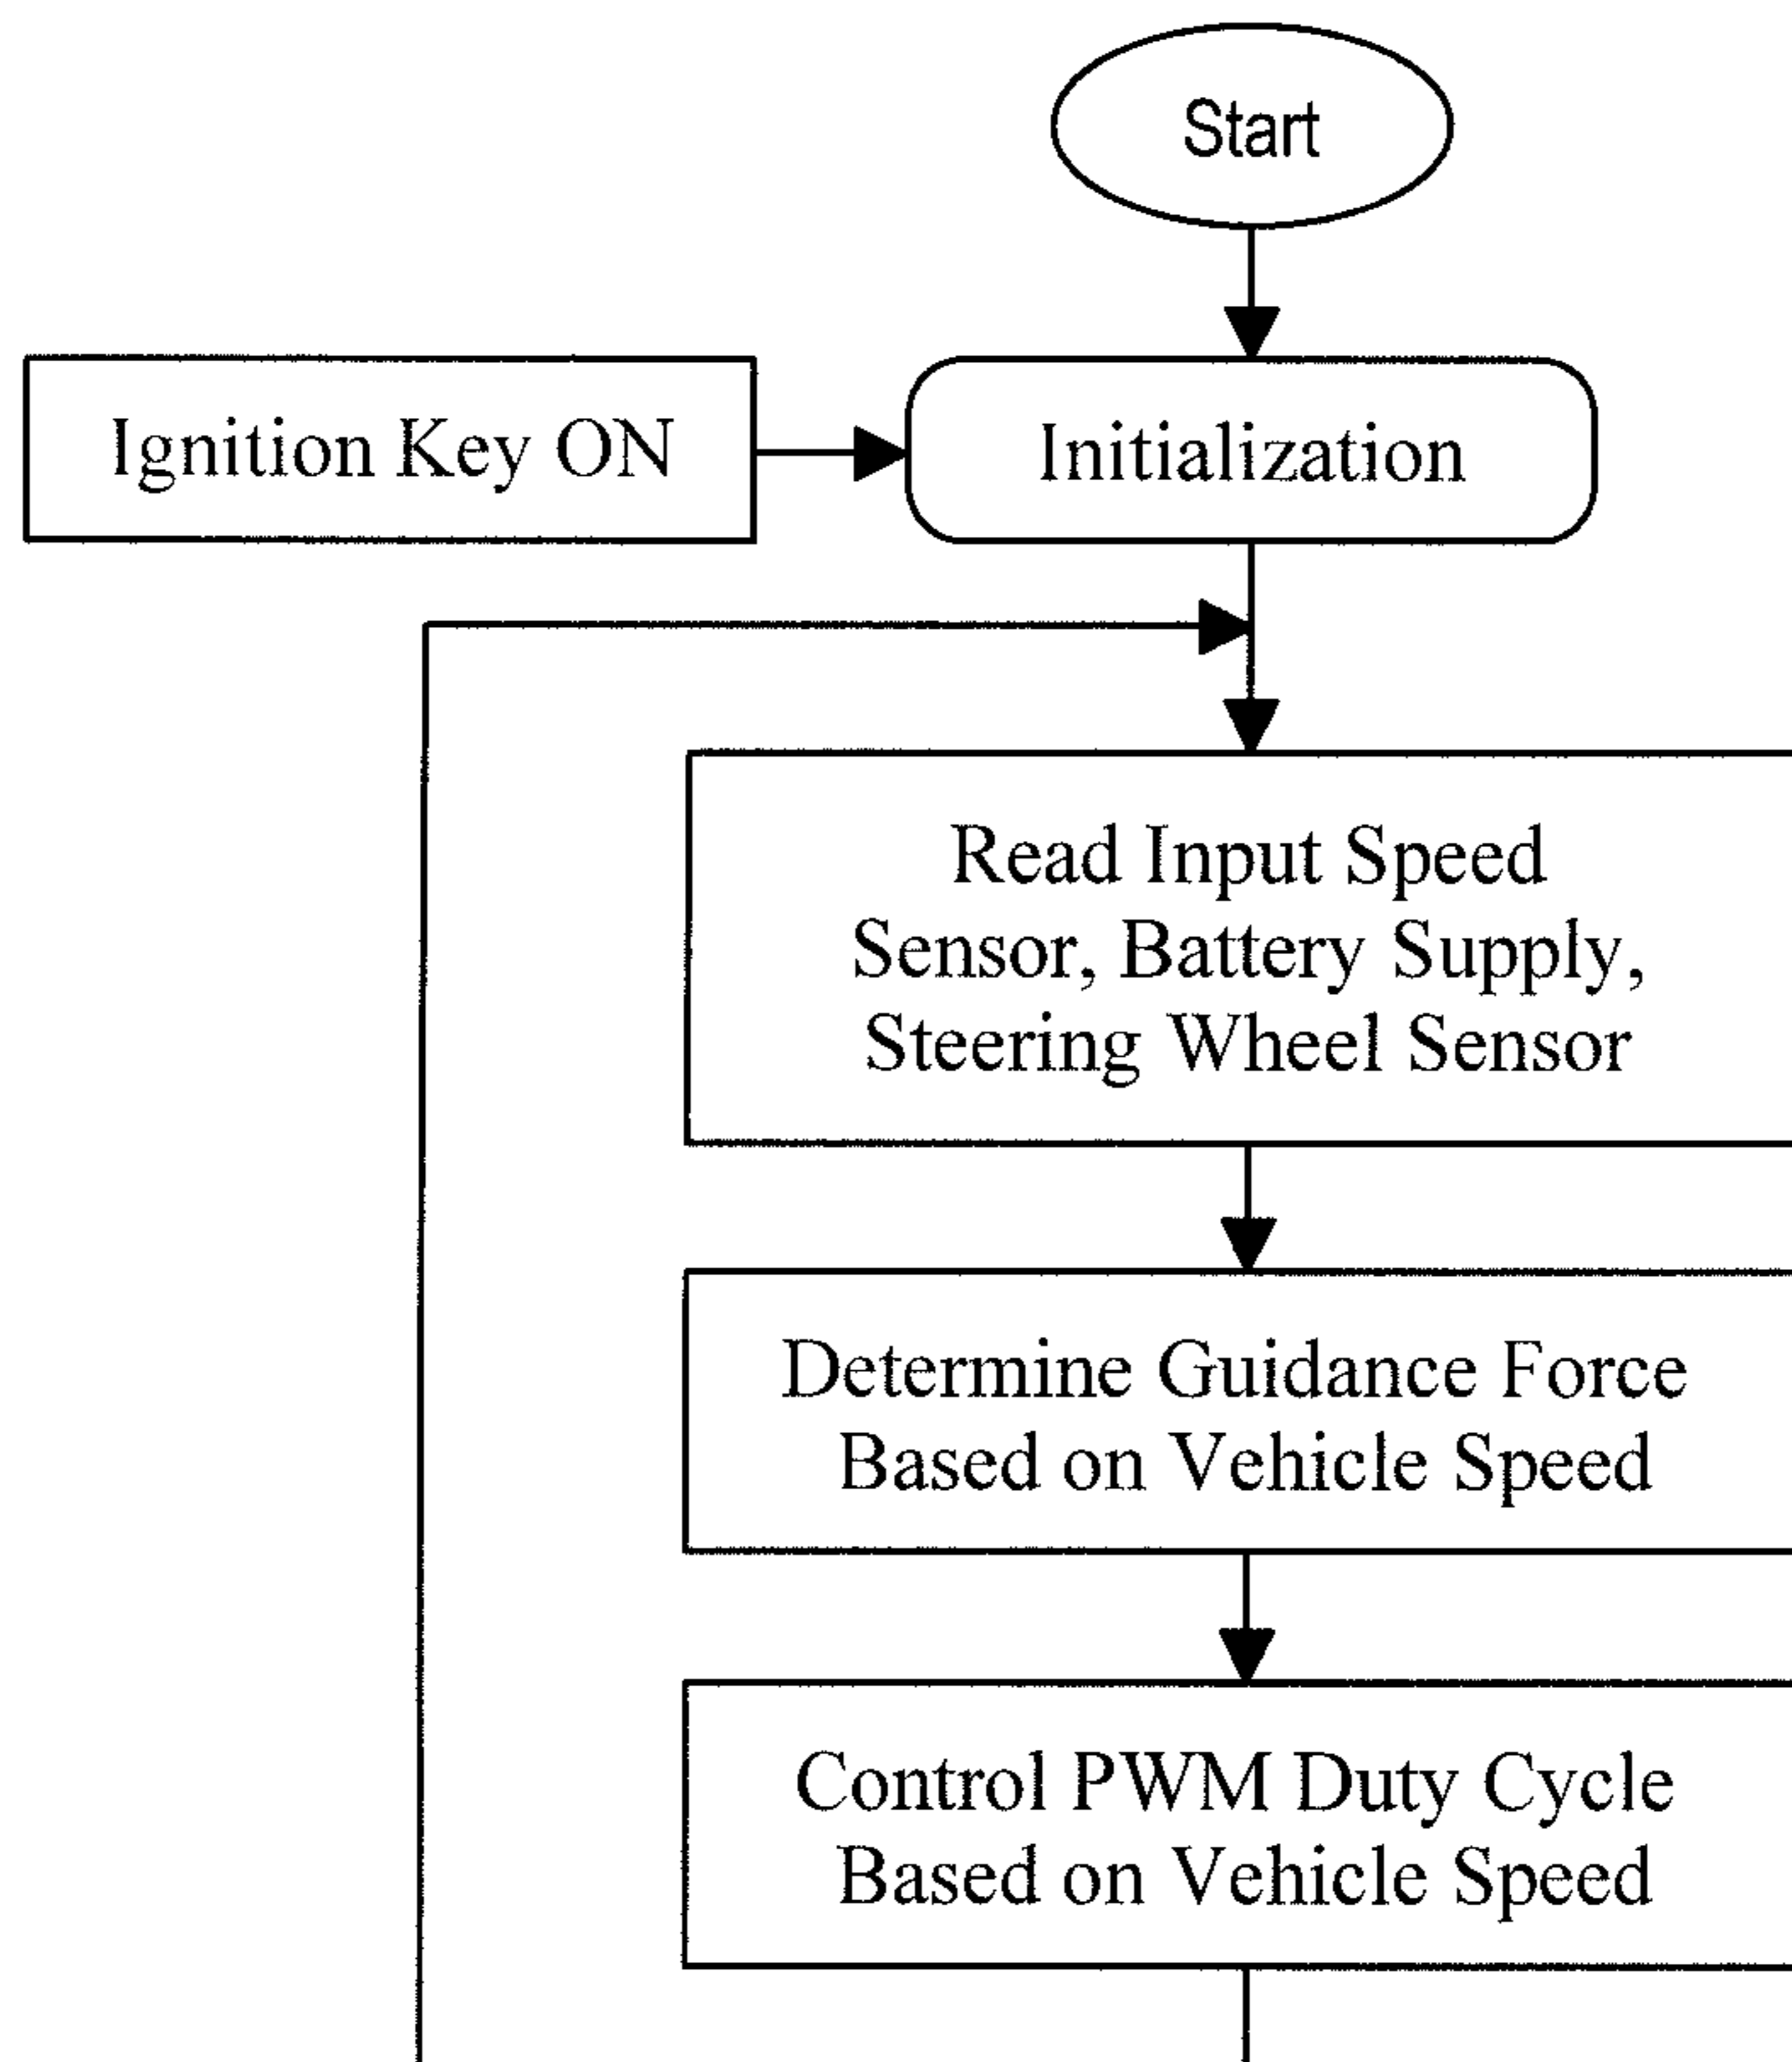 Start
Ignition Key ON
Initialization
Read Input Speed
Sensor, Battery Supply,
Steering Wheel Sensor
Determine Guidance Force
Based on Vehicle Speed
Control PWM Duty Cycle
Based on Vehicle Speed